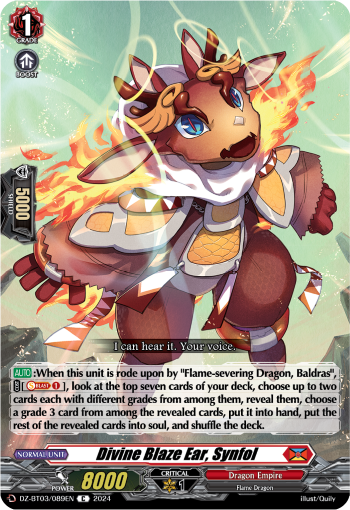 1
GRADE
BOOST
5000
SHIELD
I can hear it. Your voice.
AUTO:When this unit is rode upon by "Flame-severing Dragon, Baldras",
[SOUL BLAST 1], look at the top seven cards of your deck, choose up to two
cards each with different grades from among them, reveal them, choose
a grade 3 card from among the revealed cards, put it into hand, put the
rest of the revealed cards into soul, and shuffle the deck.
NORMAL UNIT
Divine Blaze Ear, Synfol
POWER 8000
CRITICAL
1
Dragon Empire
Flame Dragon
DZ-BT03/089EN C 2024
illust/Quily